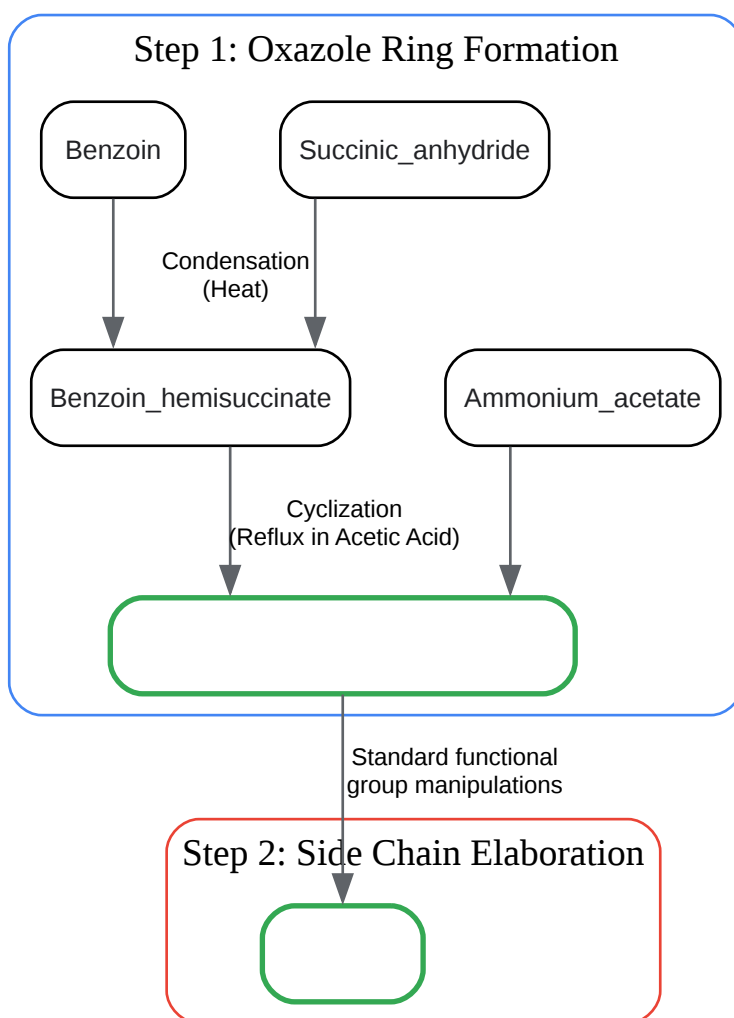 Step 1: Oxazole Ring Formation
Benzoin
Succinic_anhydride
Condensation
(Heat)
Benzoin_hemisuccinate
Ammonium_acetate
Cyclization
(Reflux in Acetic Acid)
Standard functional
group manipulations
Step 2: Side Chain Elaboration